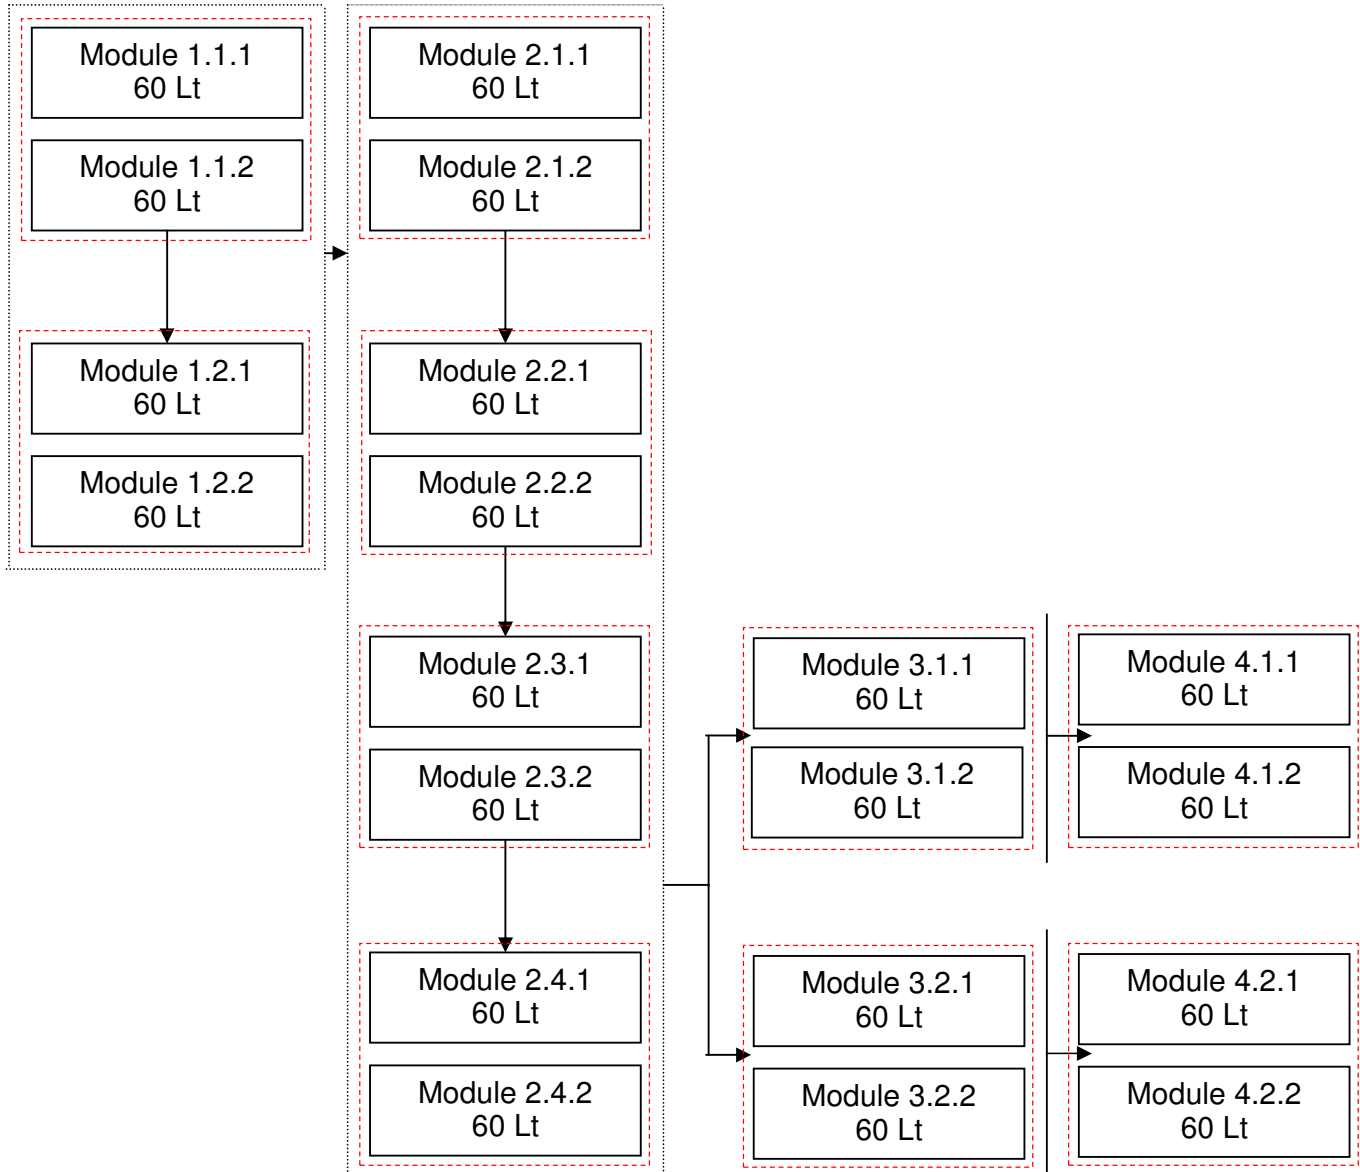 Module 1.1.1
60 Lt
Module 1.1.2
60 Lt
Module 1.2.1
60 Lt
Module 1.2.2
60 Lt
Module 2.1.1
60 Lt
Module 2.1.2
60 Lt
Module 2.2.1
60 Lt
Module 2.2.2
60 Lt
Module 2.3.1
60 Lt
Module 2.3.2
60 Lt
Module 2.4.1
60 Lt
Module 2.4.2
60 Lt
Module 3.1.1
60 Lt
Module 3.1.2
60 Lt
Module 3.2.1
60 Lt
Module 3.2.2
60 Lt
Module 4.1.1
60 Lt
Module 4.1.2
60 Lt
Module 4.2.1
60 Lt
Module 4.2.2
60 Lt